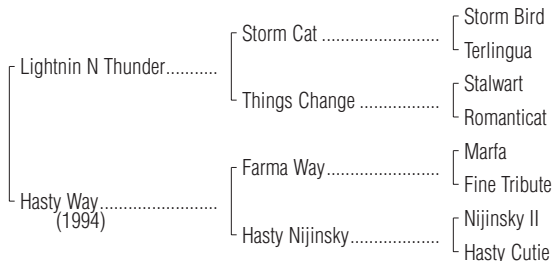 Storm Bird
Storm Cat ........................
Terlingua
Lightnin N Thunder...........
Stalwart
Things Change .................
Romanticat
Marfa
Farma Way.......................
Fine Tribute
Hasty Way........................
(1994)
Nijinsky II
Hasty Nijinsky...................
Hasty Cutie